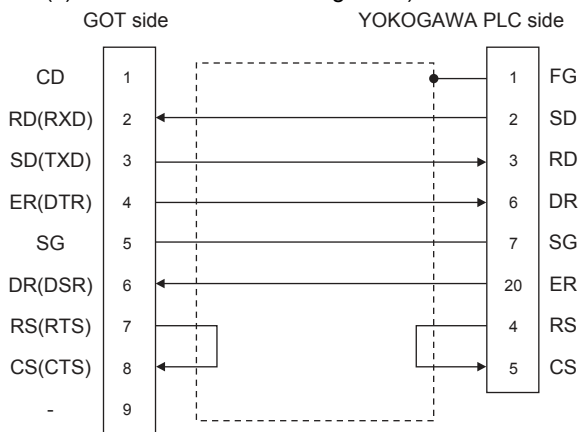 GOT side YOKOGAWA PLC side
CD 1 1 FG
RD(RXD) 2 2 SD
SD(TXD) 3 3 RD
ER(DTR) 4 6 DR
SG 5 7 SG
DR(DSR) 6 20 ER
RS(RTS) 7 4 RS
CS(CTS) 8 5 CS
- 9